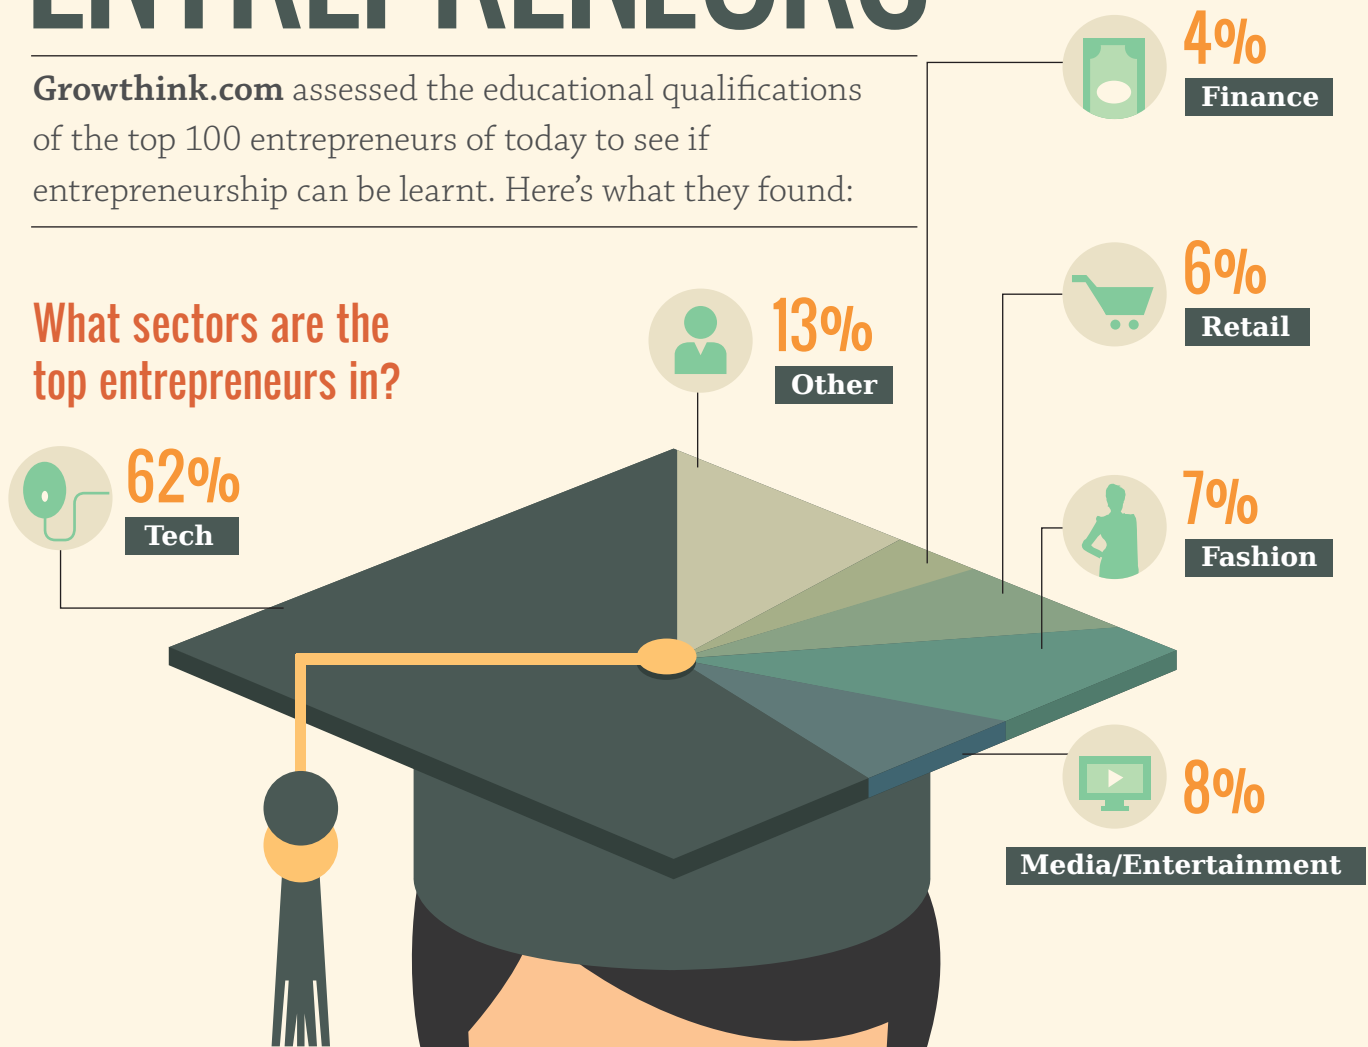 ENTREPRENEURS
Growthink.com assessed the educational qualifications
of the top 100 entrepreneurs of today to see if
entrepreneurship can be learnt. Here's what they found:
What sectors are the
top entrepreneurs in?
62%
Tech
13%
Other
4%
Finance
6%
Retail
7%
Fashion
8%
Media/Entertainment